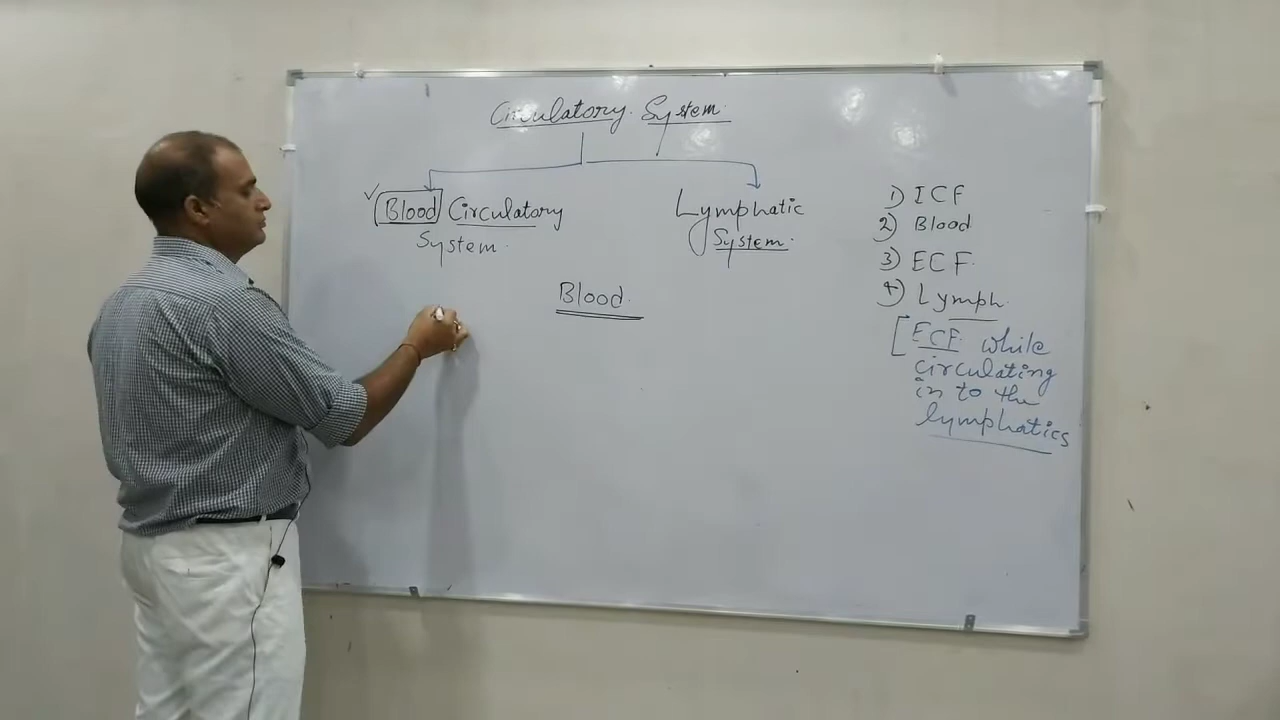 Circulatory System
Blood Circulatory
System
Lymphatic
System
Blood
1) ICF
2) Blood
3) ECF
4) Lymph
[ECF while
circulating
in to the
lymphatics